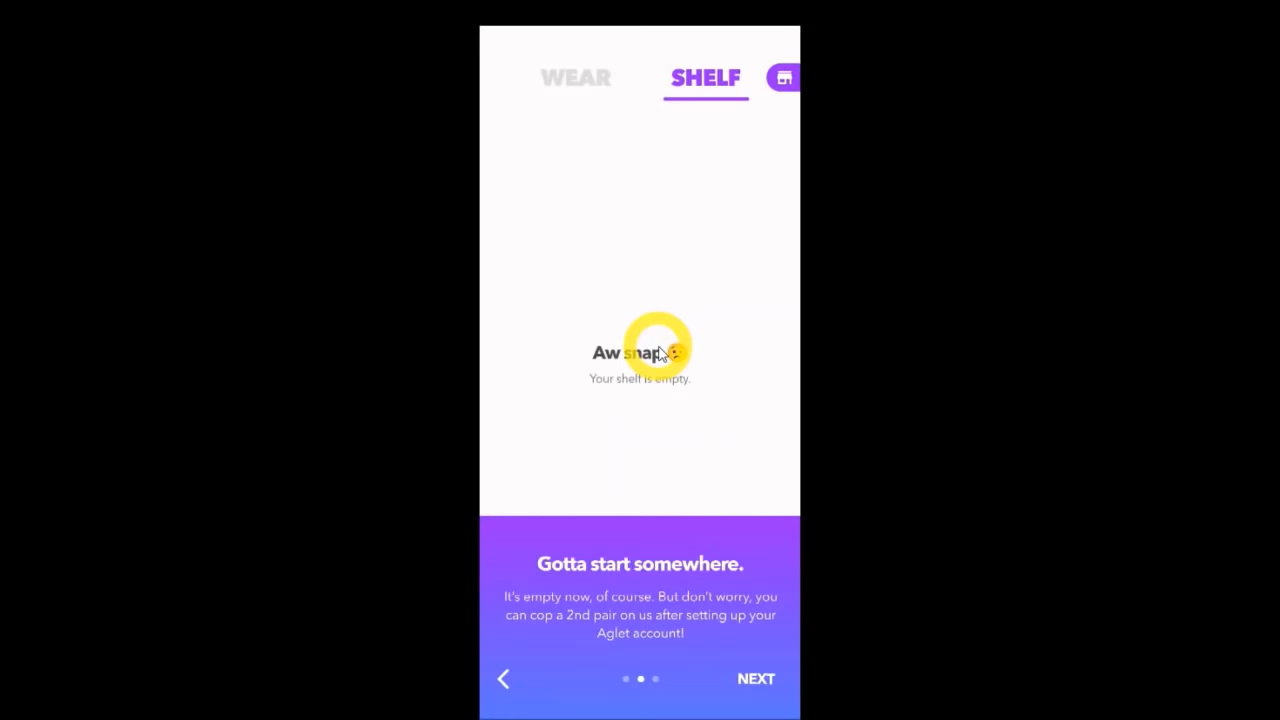 WEAR SHELF
Aw snap
Your shelf is empty.
Gotta start somewhere.
It's empty now, of course. But don't worry, you
can cop a 2nd pair on us after setting up your
Aglet account!
NEXT